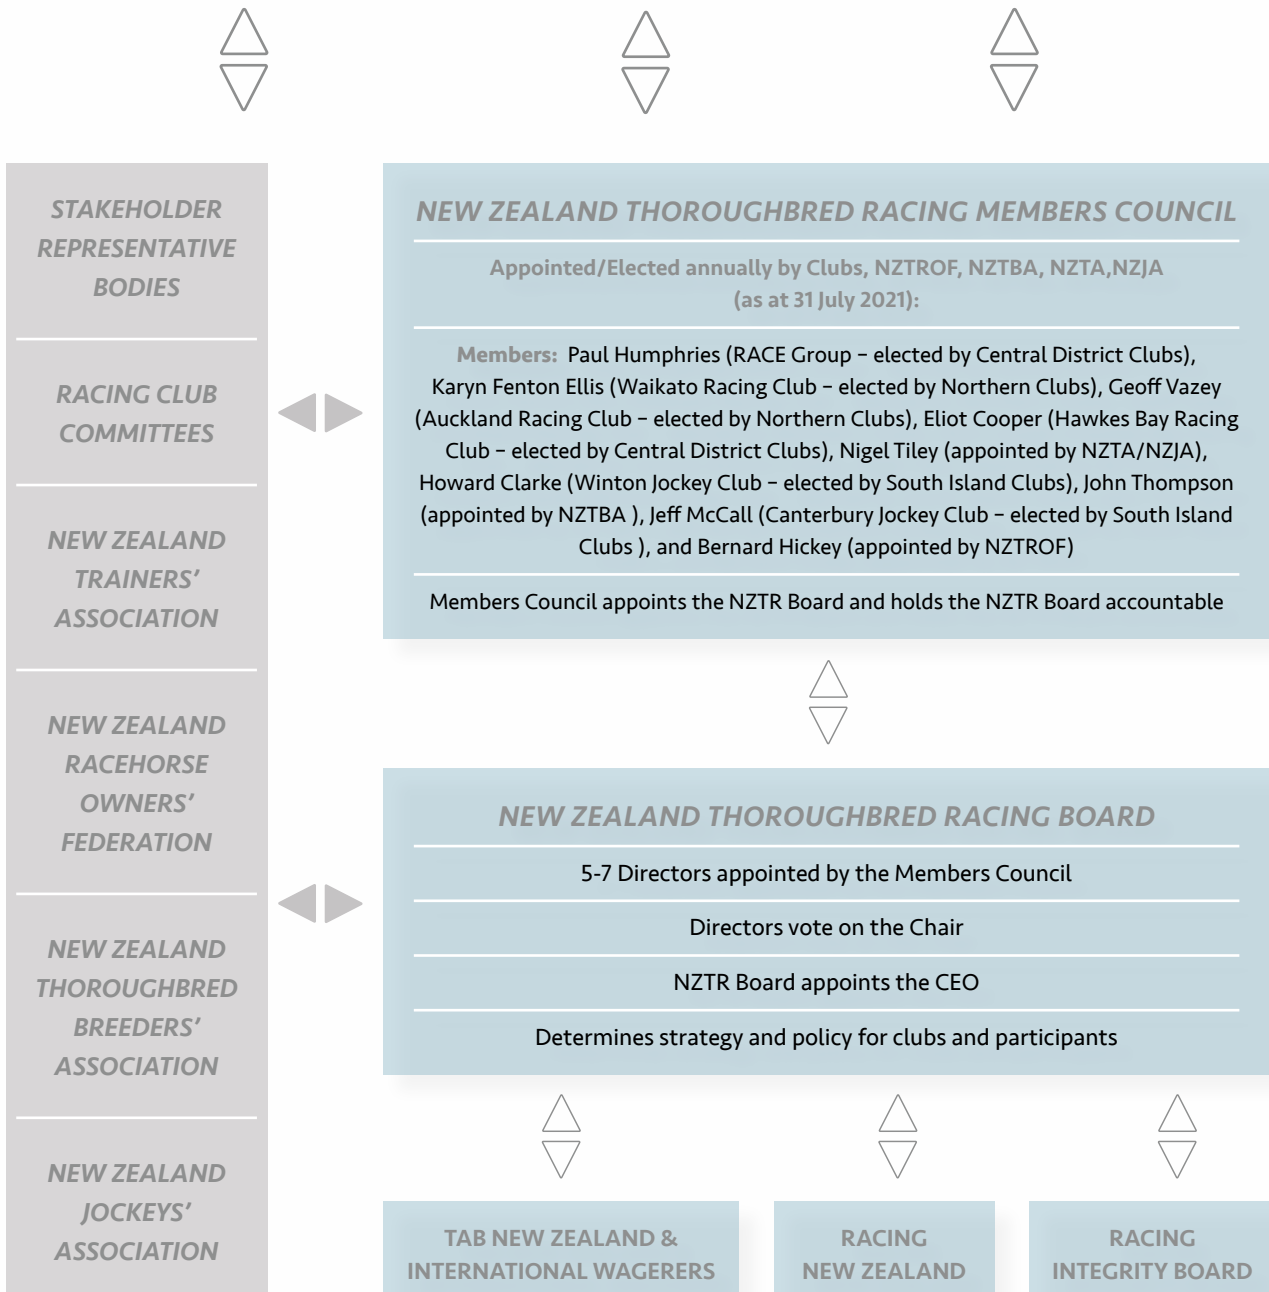 STAKEHOLDER
REPRESENTATIVE
BODIES
RACING CLUB
COMMITTEES
NEW ZEALAND
TRAINERS'
ASSOCIATION
NEW ZEALAND
RACEHORSE
OWNERS'
FEDERATION
NEW ZEALAND
THOROUGHBRED
BREEDERS'
ASSOCIATION
NEW ZEALAND
JOCKEYS'
ASSOCIATION
NEW ZEALAND THOROUGHBRED RACING MEMBERS COUNCIL
Appointed/Elected annually by Clubs, NZTROF, NZTBA, NZTA,NZJA
(as at 31 July 2021):
Members: Paul Humphries (RACE Group – elected by Central District Clubs),
Karyn Fenton Ellis (Waikato Racing Club – elected by Northern Clubs), Geoff Vazey
(Auckland Racing Club – elected by Northern Clubs), Eliot Cooper (Hawkes Bay Racing
Club – elected by Central District Clubs), Nigel Tiley (appointed by NZTA/NZJA),
Howard Clarke (Winton Jockey Club – elected by South Island Clubs), John Thompson
(appointed by NZTBA ), Jeff McCall (Canterbury Jockey Club – elected by South Island
Clubs ), and Bernard Hickey (appointed by NZTROF)
Members Council appoints the NZTR Board and holds the NZTR Board accountable
NEW ZEALAND THOROUGHBRED RACING BOARD
5-7 Directors appointed by the Members Council
Directors vote on the Chair
NZTR Board appoints the CEO
Determines strategy and policy for clubs and participants
TAB NEW ZEALAND &
INTERNATIONAL WAGERERS
RACING
NEW ZEALAND
RACING
INTEGRITY BOARD